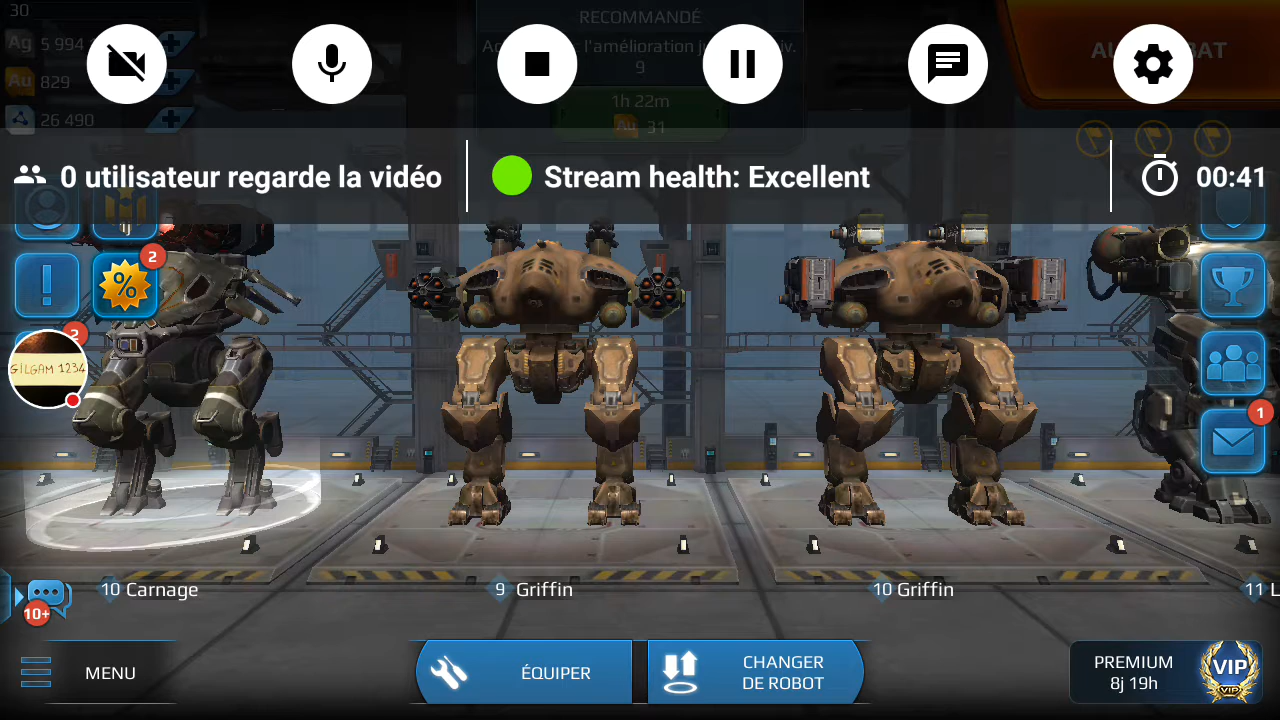 30
RECOMMANDÉ
Ag 5 994
l'amélioration
9
Au 829
1h 22m
Au 31
26 490
0 utilisateur regarde la vidéo
Stream health: Excellent
00:41
2
%
!
2
GILGAM 1234
1
10 Carnage
9 Griffin
10 Griffin
11 L
10+
MENU
ÉQUIPER
CHANGER
DE ROBOT
PREMIUM
8j 19h
VIP
VIP